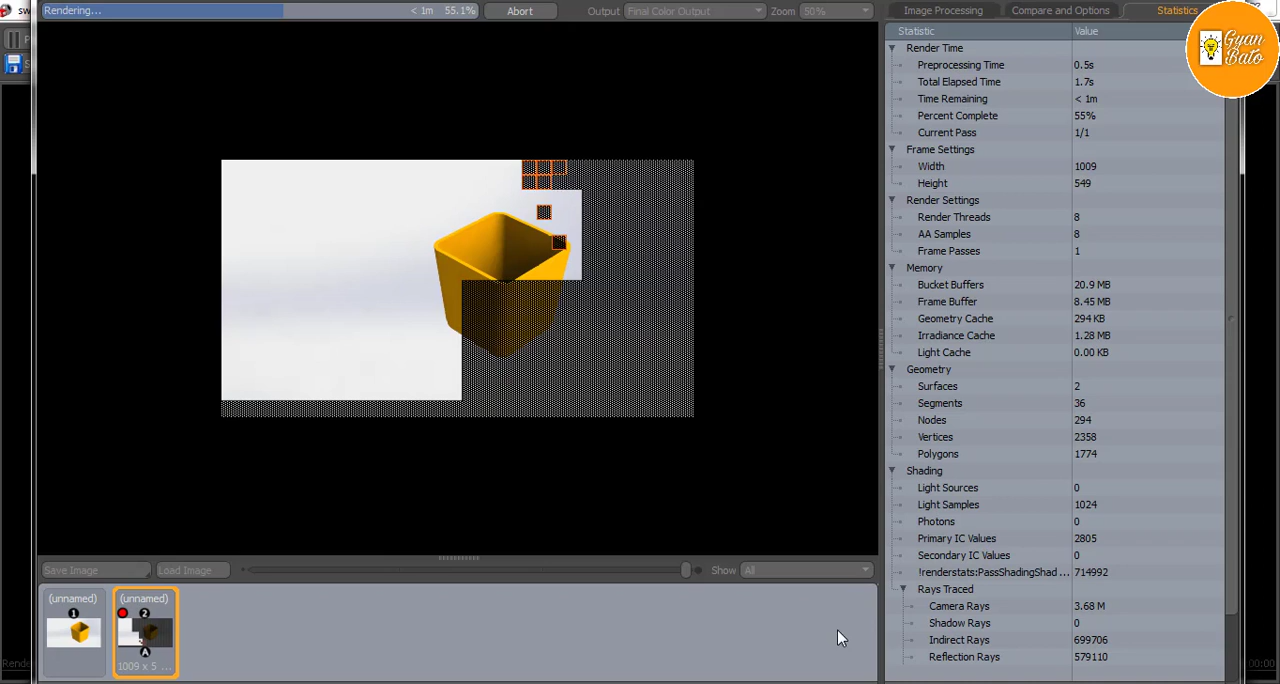 sw
Rendering...
< 1m 55.1%
Abort
Output
Final Color Output
Zoom
50%
Image Processing
Compare and Options
Statistics
Gyan
Bato
Statistic
Value
Render Time
Preprocessing Time
0.5s
Total Elapsed Time
1.7s
Time Remaining
< 1m
Percent Complete
55%
Current Pass
1/1
Frame Settings
Width
1009
Height
549
Render Settings
Render Threads
8
AA Samples
8
Frame Passes
1
Memory
Bucket Buffers
20.9 MB
Frame Buffer
8.45 MB
Geometry Cache
294 KB
Irradiance Cache
1.28 MB
Light Cache
0.00 KB
Geometry
Surfaces
2
Segments
36
Nodes
294
Vertices
2358
Polygons
1774
Shading
Light Sources
0
Light Samples
1024
Photons
0
Primary IC Values
2805
Secondary IC Values
0
!renderstats:PassShadingShad ...
714992
Rays Traced
Camera Rays
3.68 M
Shadow Rays
0
Indirect Rays
699706
Reflection Rays
579110
Save Image
Load Image
Show
All
(unnamed)
1
(unnamed)
2
A
1009 x 5 ...
Rende
00:00